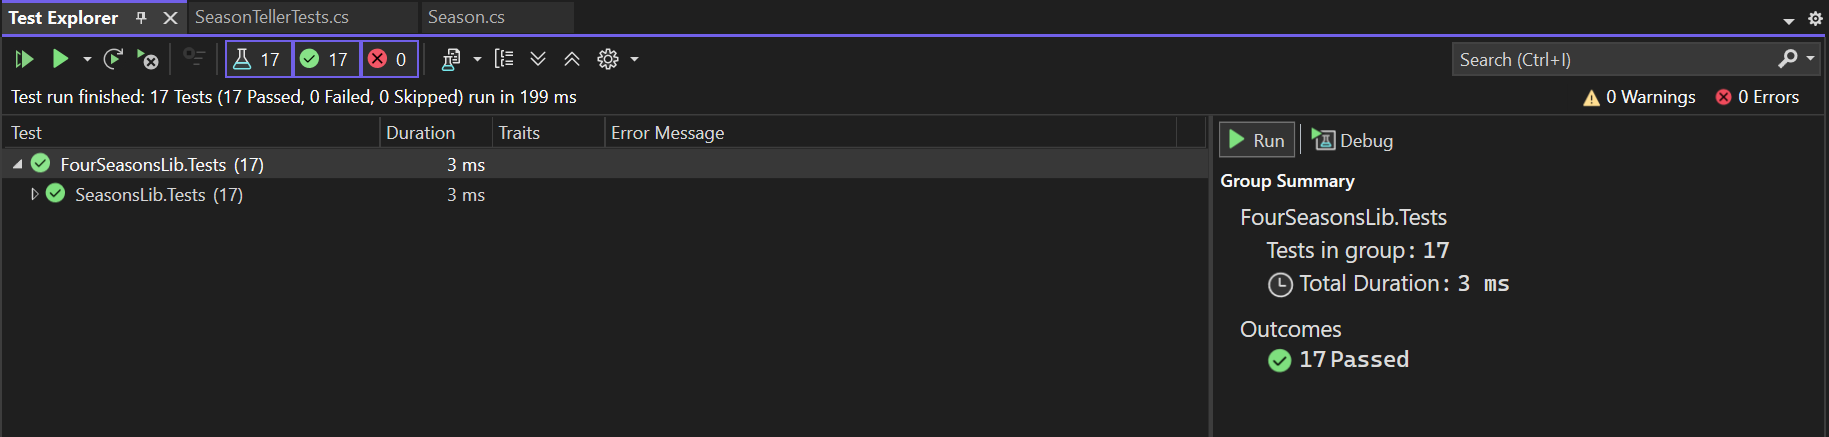 Test Explorer SeasonTellerTests.cs Season.cs
17 17 0 Search (Ctrl+I)
Test run finished: 17 Tests (17 Passed, 0 Failed, 0 Skipped) run in 199 ms 0 Warnings 0 Errors
Test Duration Traits Error Message
FourSeasonsLib.Tests (17) 3 ms
SeasonsLib.Tests (17) 3 ms
Run Debug
Group Summary
FourSeasonsLib.Tests
Tests in group: 17
Total Duration: 3 ms
Outcomes
17 Passed